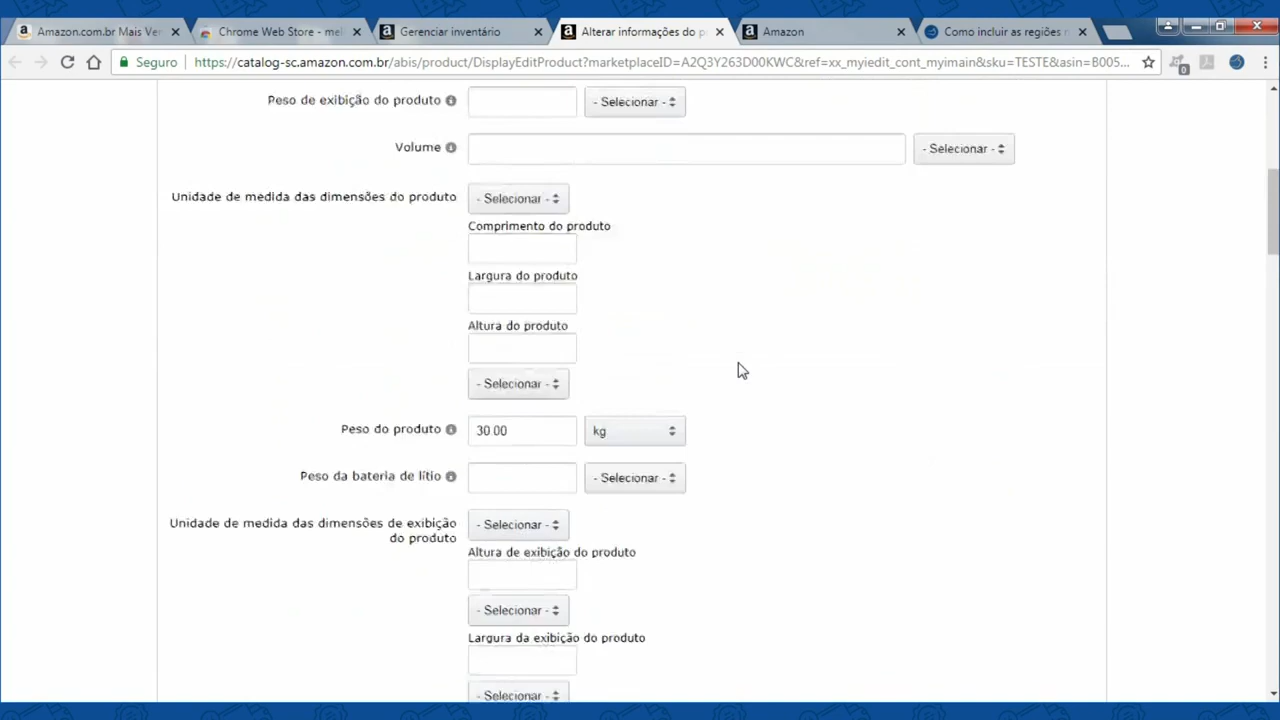 Amazon.com.br Mais Ver
Chrome Web Store - mel
Gerenciar inventário
Alterar informações do p
Amazon
Como incluir as regiões n
Seguro
https://catalog-sc.amazon.com.br/abis/product/DisplayEditProduct?marketplaceID=A2Q3Y263D00KWC&ref=xx_myiedit_cont_myimain&sku=TESTE&asin=B005...
0
Peso de exibição do produto
- Selecionar -
Volume
- Selecionar -
Unidade de medida das dimensões do produto
- Selecionar -
Comprimento do produto
Largura do produto
Altura do produto
- Selecionar -
Peso do produto
30.00
kg
Peso da bateria de lítio
- Selecionar -
Unidade de medida das dimensões de exibição
do produto
- Selecionar -
Altura de exibição do produto
- Selecionar -
Largura da exibição do produto
- Selecionar -